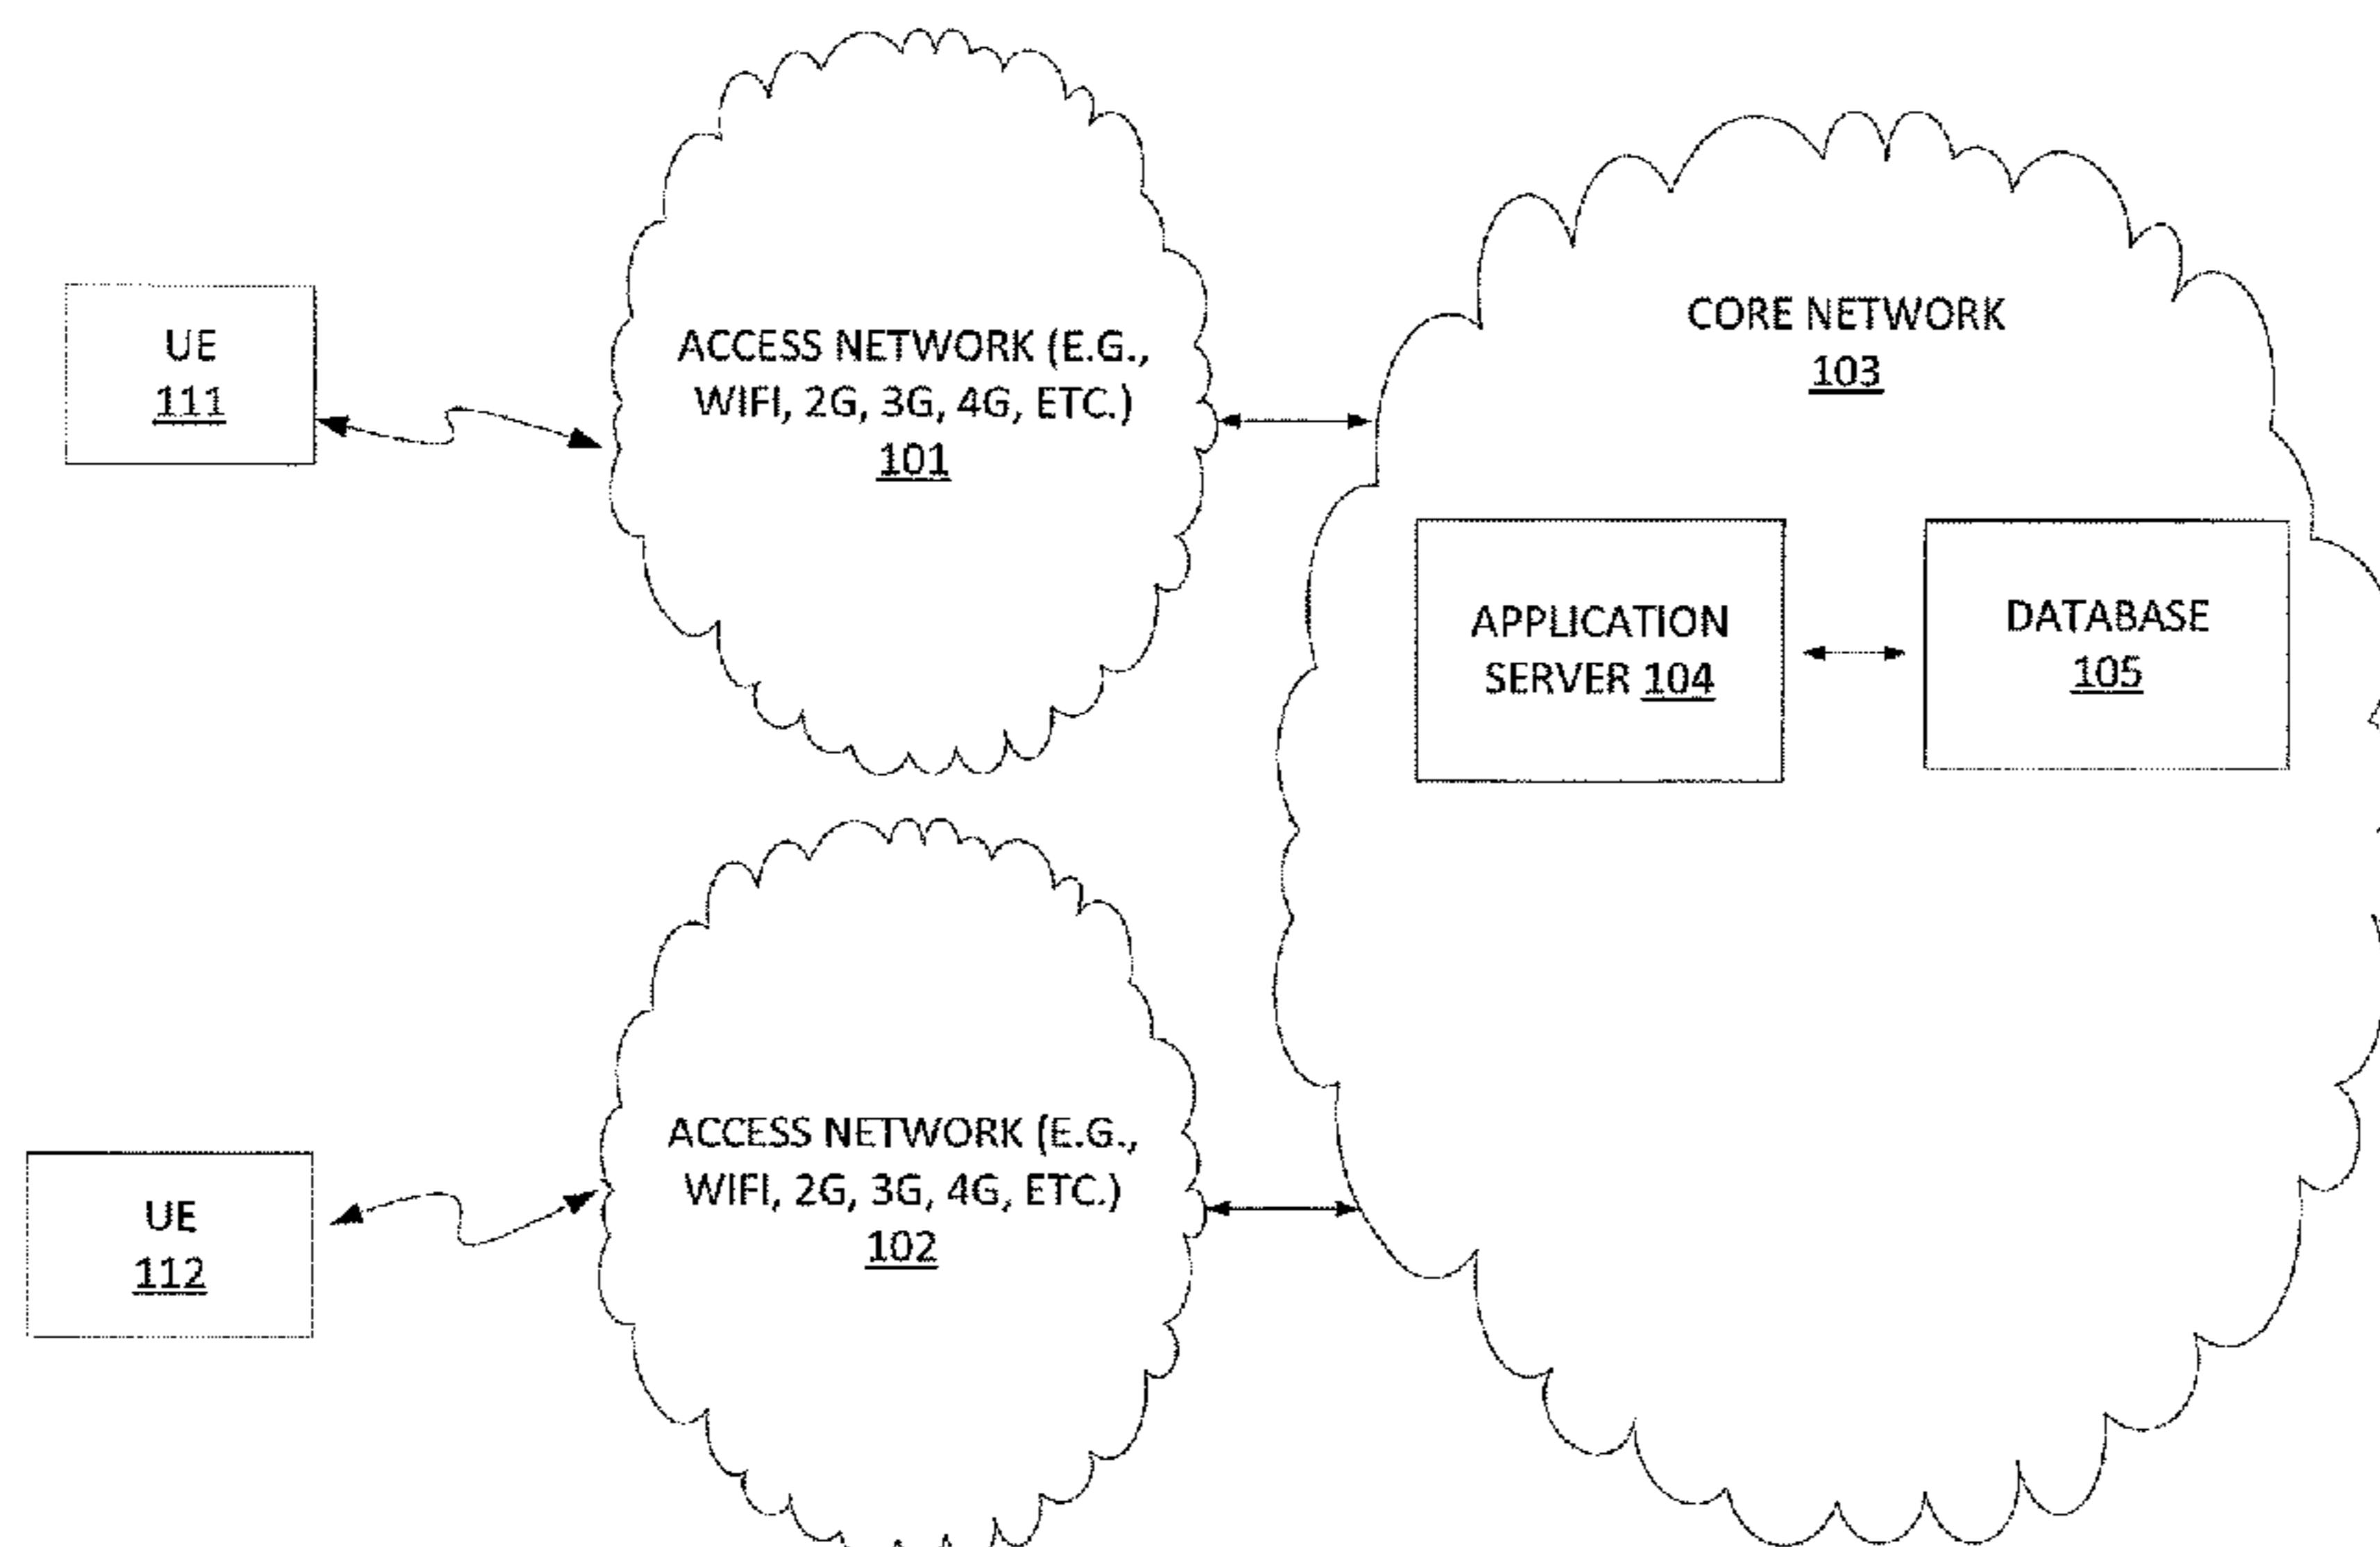 UE
111
ACCESS NETWORK (E.G.,
WIFI, 2G, 3G, 4G, ETC.)
101
CORE NETWORK
103
APPLICATION
SERVER 104
DATABASE
105
UE
112
ACCESS NETWORK (E.G.,
WIFI, 2G, 3G, 4G, ETC.)
102